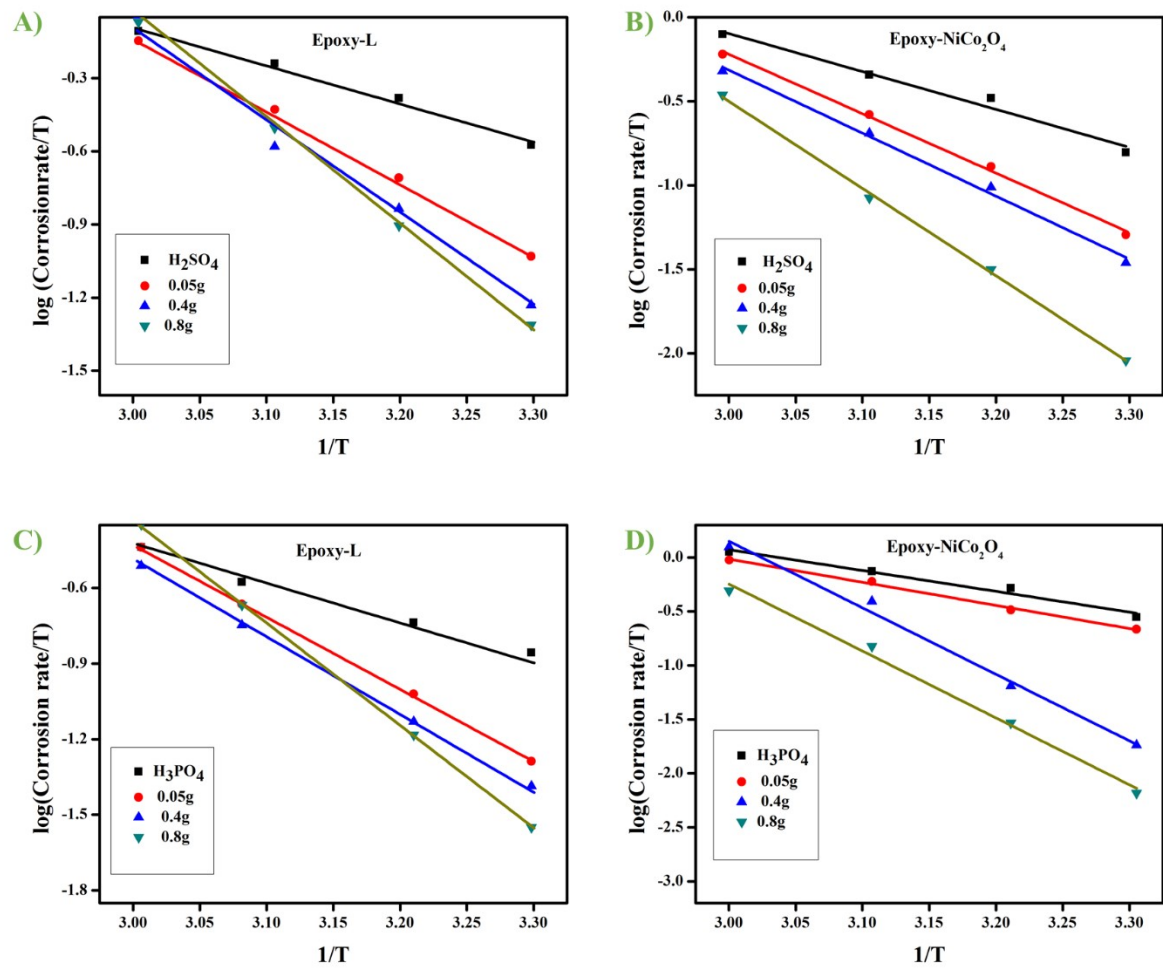 A)
Epoxy-L
log (Corrosionrate/T)
-0.3
-0.6
-0.9
-1.2
-1.5
H₂SO₄
0.05g
0.4g
0.8g
3.00 3.05 3.10 3.15 3.20 3.25 3.30
1/T
B)
Epoxy-NiCo₂O₄
log (Corrosion rate/T)
0.0
-0.5
-1.0
-1.5
-2.0
H₂SO₄
0.05g
0.4g
0.8g
3.00 3.05 3.10 3.15 3.20 3.25 3.30
1/T
C)
Epoxy-L
log(Corrosion rate/T)
-0.6
-0.9
-1.2
-1.5
-1.8
H₃PO₄
0.05g
0.4g
0.8g
3.00 3.05 3.10 3.15 3.20 3.25 3.30
1/T
D)
Epoxy-NiCo₂O₄
log(Corrosion rate/T)
0.0
-0.5
-1.0
-1.5
-2.0
-2.5
-3.0
H₃PO₄
0.05g
0.4g
0.8g
3.00 3.05 3.10 3.15 3.20 3.25 3.30
1/T